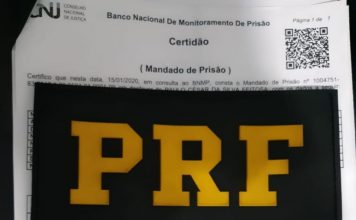 CNJ CONSELHO
NACIONAL
DE JUSTIÇA
Banco Nacional De Monitoramento De Prisão
Página 1 de
Certidão
( Mandado de Prisão )
Certifico que nesta data, 15/01/2020, em consulta ao BNMP, consta o Mandado de Prisão nº 1004751-
PRF